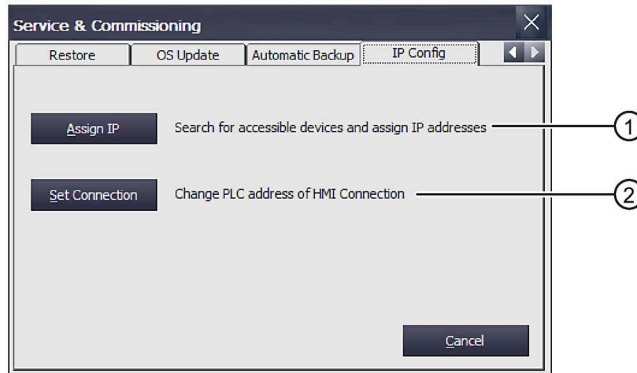 Service & Commissioning
Restore OS Update Automatic Backup IP Config
Assign IP Search for accessible devices and assign IP addresses 1
Set Connection Change PLC address of HMI Connection 2
Cancel